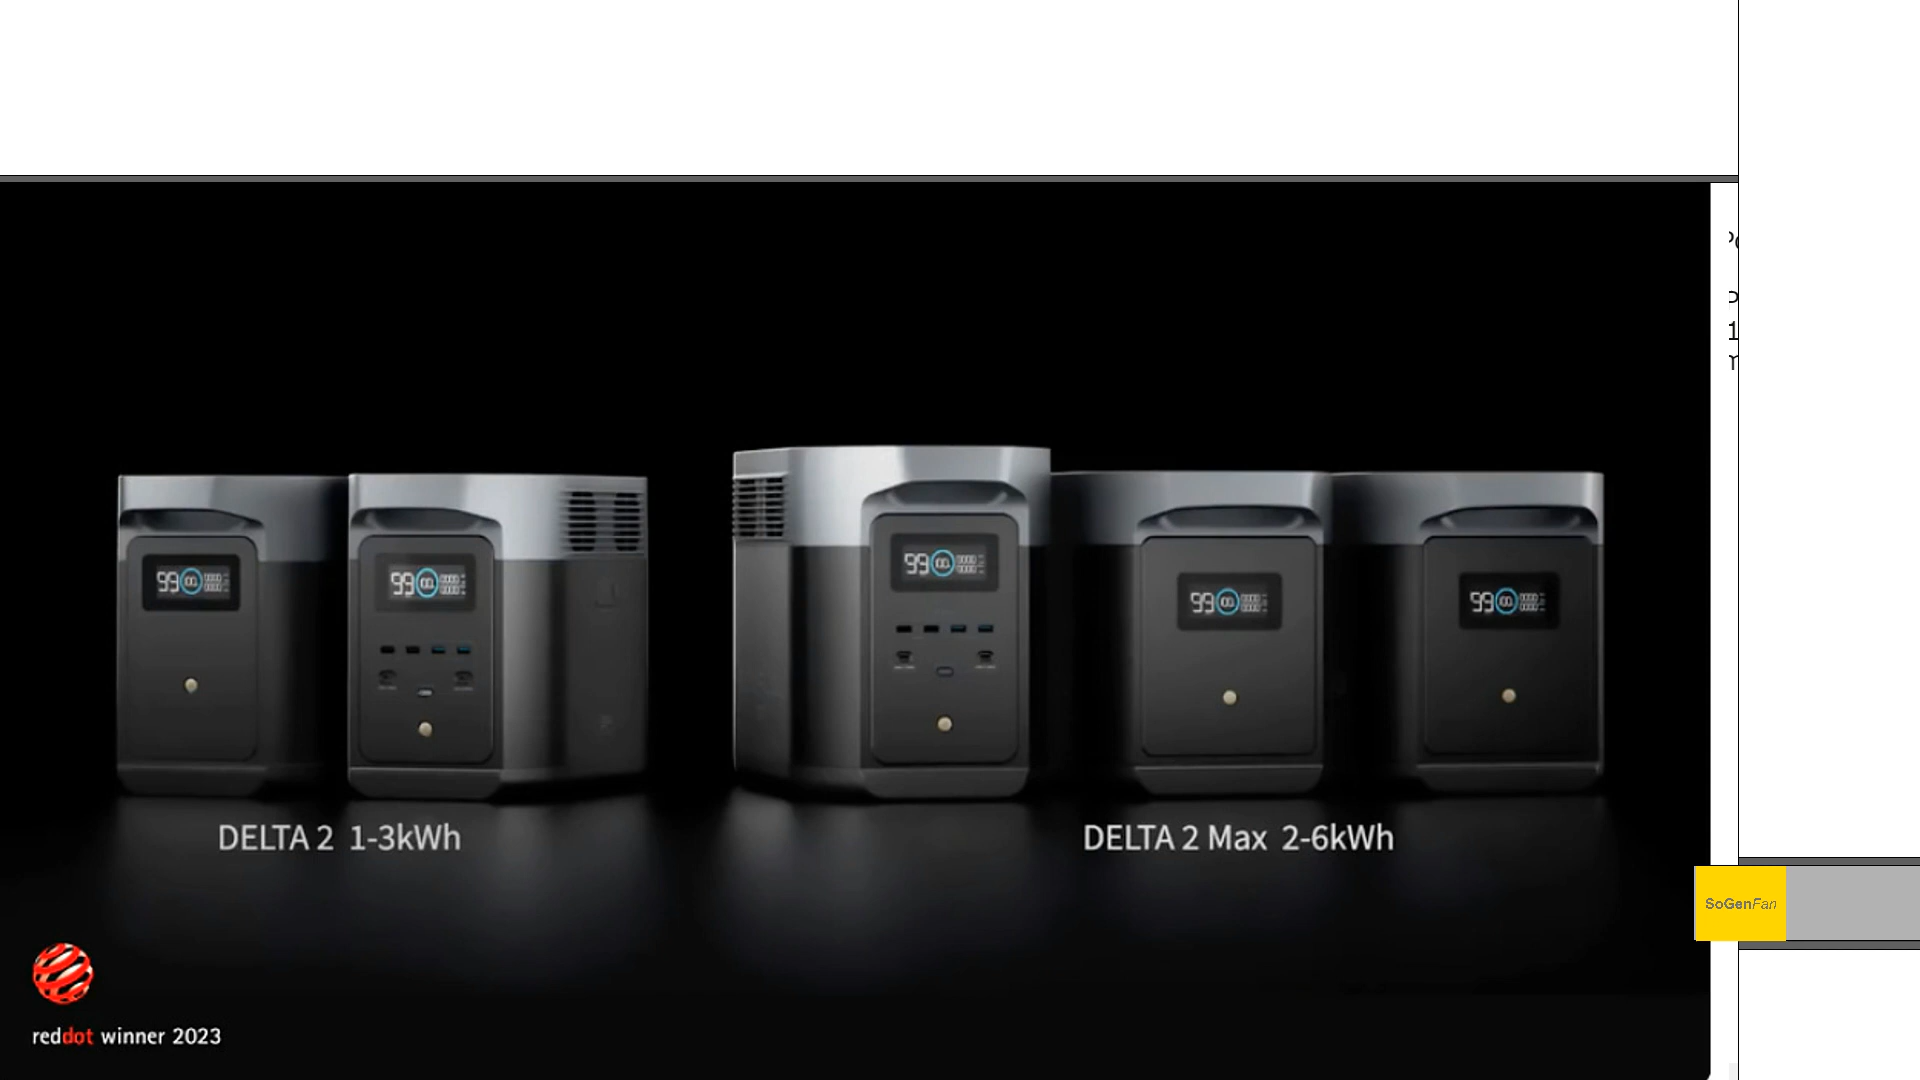 DELTA 2 1-3kWh
DELTA 2 Max 2-6kWh
SoGenFan
reddot winner 2023